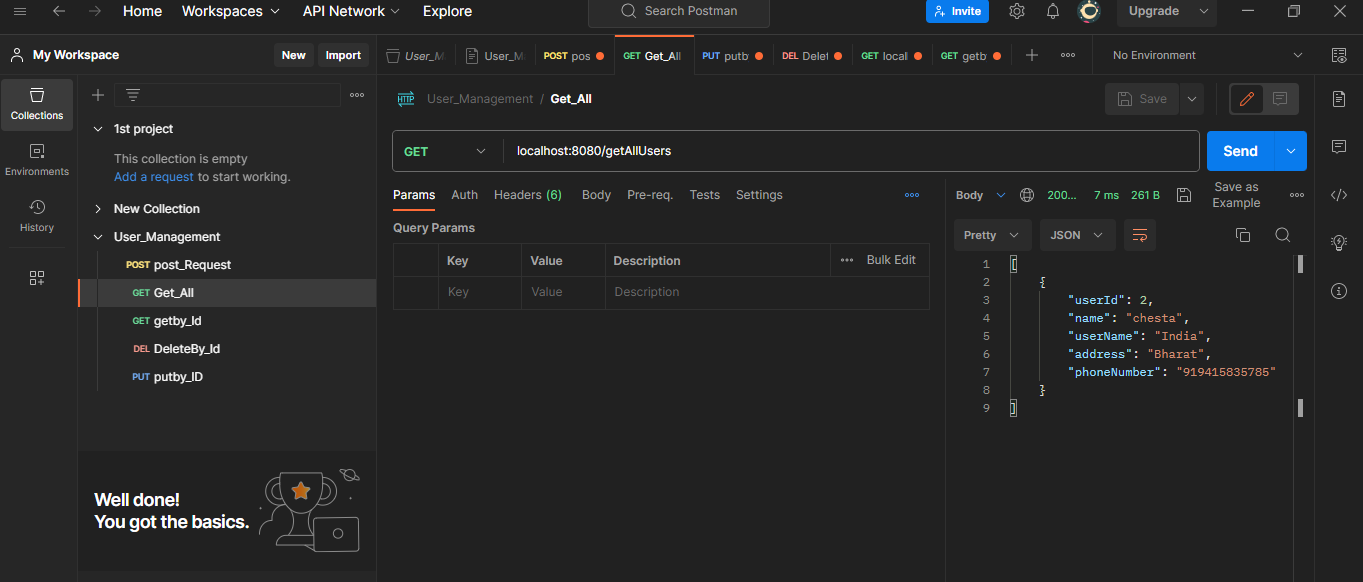 Home Workspaces API Network Explore Search Postman Invite Upgrade
My Workspace New Import User_M User_M POST pos GET Get_All PUT putb DEL Delet GET local GET getb No Environment
Collections
Environments
History
1st project
This collection is empty
Add a request to start working.
New Collection
User_Management
POST post_Request
GET Get_All
GET getby_Id
DEL DeleteBy_Id
PUT putby_ID
Well done!
You got the basics.
HTTP User_Management / Get_All Save
GET localhost:8080/getAllUsers Send
Params Auth Headers (6) Body Pre-req. Tests Settings
Query Params
Key Value Description Bulk Edit
Key Value Description
Body 200... 7 ms 261 B Save as Example
Pretty JSON
1 [
2 {
3 "userId": 2,
4 "name": "chesta",
5 "userName": "India",
6 "address": "Bharat",
7 "phoneNumber": "919415835785"
8 }
9 ]